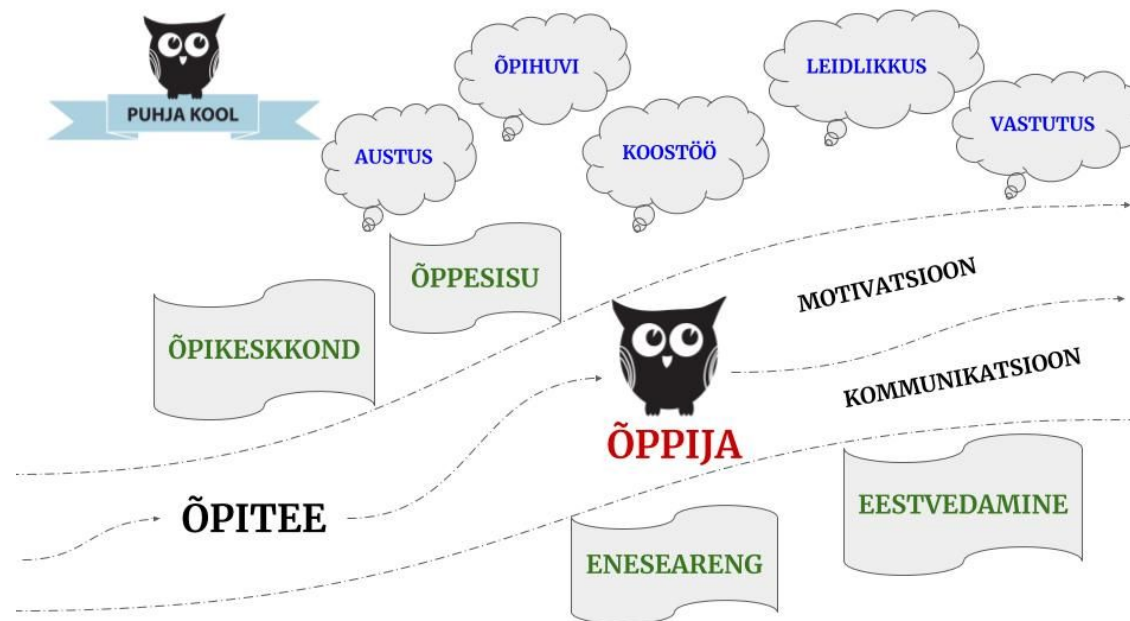 PUHJA KOOL
ÕPIHUVI
LEIDLIKKUS
AUSTUS
KOOSTÖÖ
VASTUTUS
ÕPPESISU
ÕPIKESKKOND
MOTIVATSIOON
KOMMUNIKATSIOON
ÕPPIJA
ÕPITEE
EESTVEDAMINE
ENESEARENG